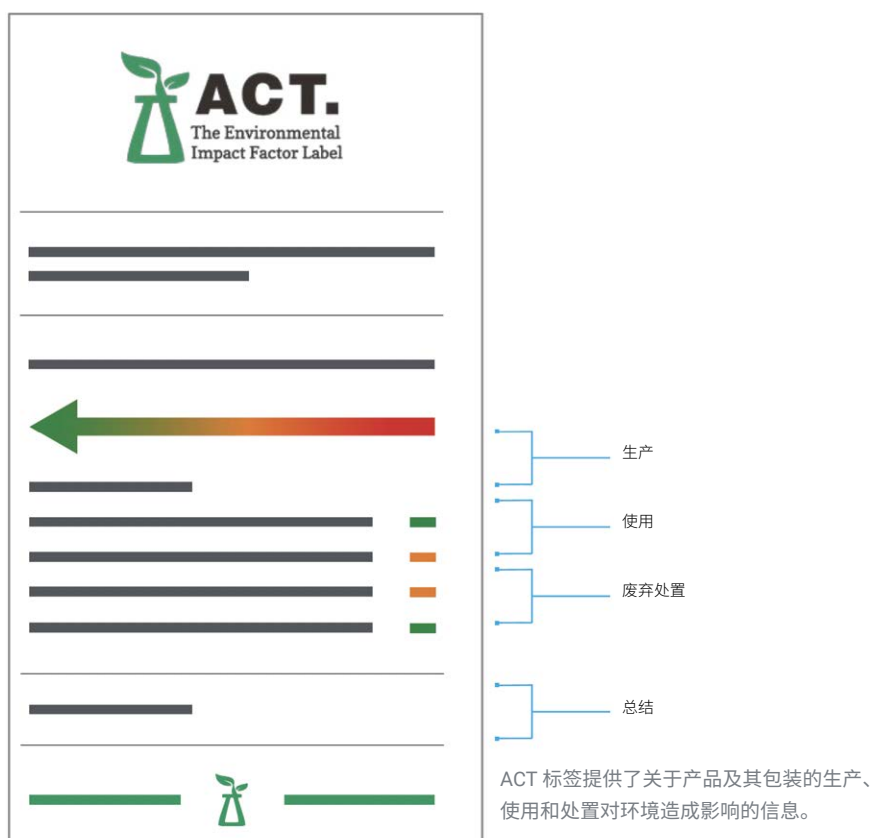 ACT.
The Environmental
Impact Factor Label
生产
使用
废弃处置
总结
ACT 标签提供了关于产品及其包装的生产、
使用和处置对环境造成影响的信息。